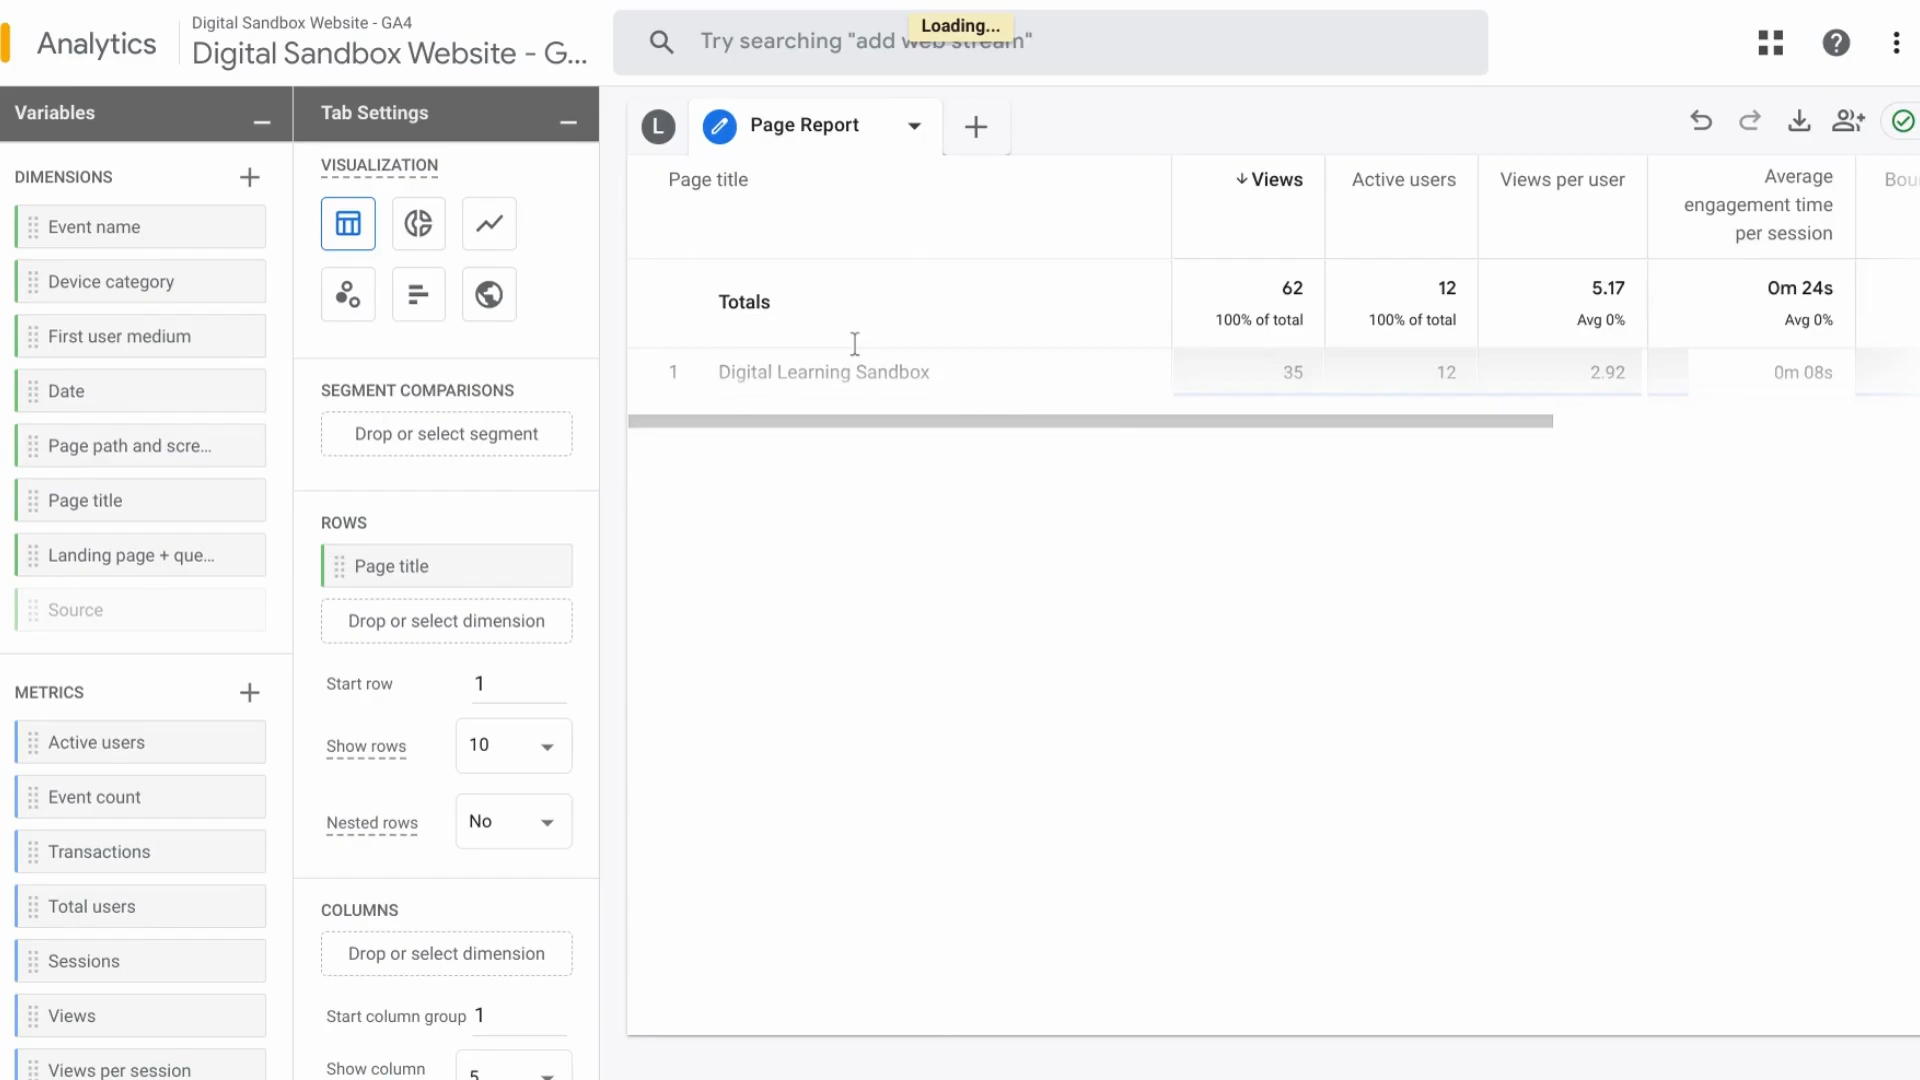 Analytics
Digital Sandbox Website - GA4
Digital Sandbox Website - G...
Try searching "add web stream"
Loading...
Variables
Tab Settings
DIMENSIONS
Event name
Device category
First user medium
Date
Page path and scre...
Page title
Landing page + que...
Source
METRICS
Active users
Event count
Transactions
Total users
Sessions
Views
Views per session
VISUALIZATION
SEGMENT COMPARISONS
Drop or select segment
ROWS
Page title
Drop or select dimension
Start row 1
Show rows 10
Nested rows No
COLUMNS
Drop or select dimension
Start column group 1
Show column
5
L Page Report
Page title Views Active users Views per user Average engagement time per session Bou
Totals 62 12 5.17 0m 24s
100% of total 100% of total Avg 0% Avg 0%
1 Digital Learning Sandbox 35 12 2.92 0m 08s